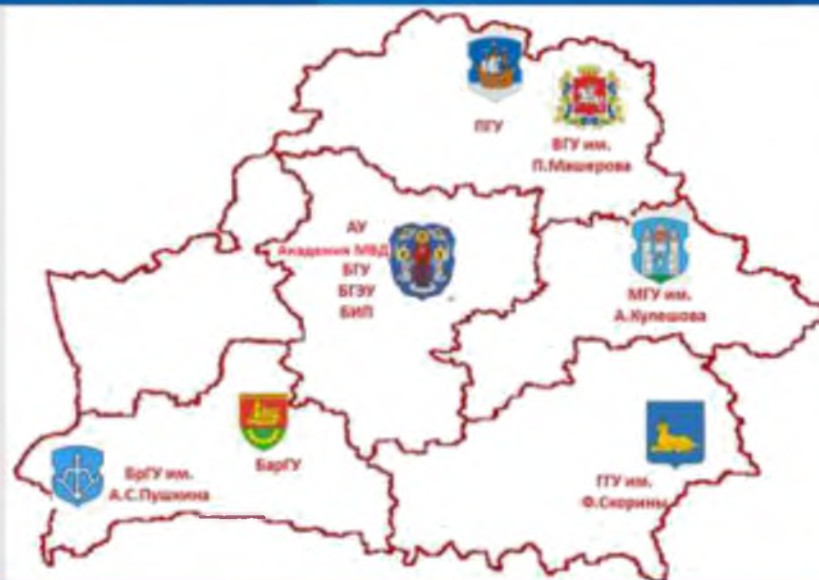 ПГУ
ВГУ им.
П.Машерова
АУ
Академия МВД
БГУ
БГЭУ
БИП
МГУ им.
А.Кулешова
БарГУ
БрГУ им.
А.С.Пушкина
ГГУ им.
Ф.Скорины